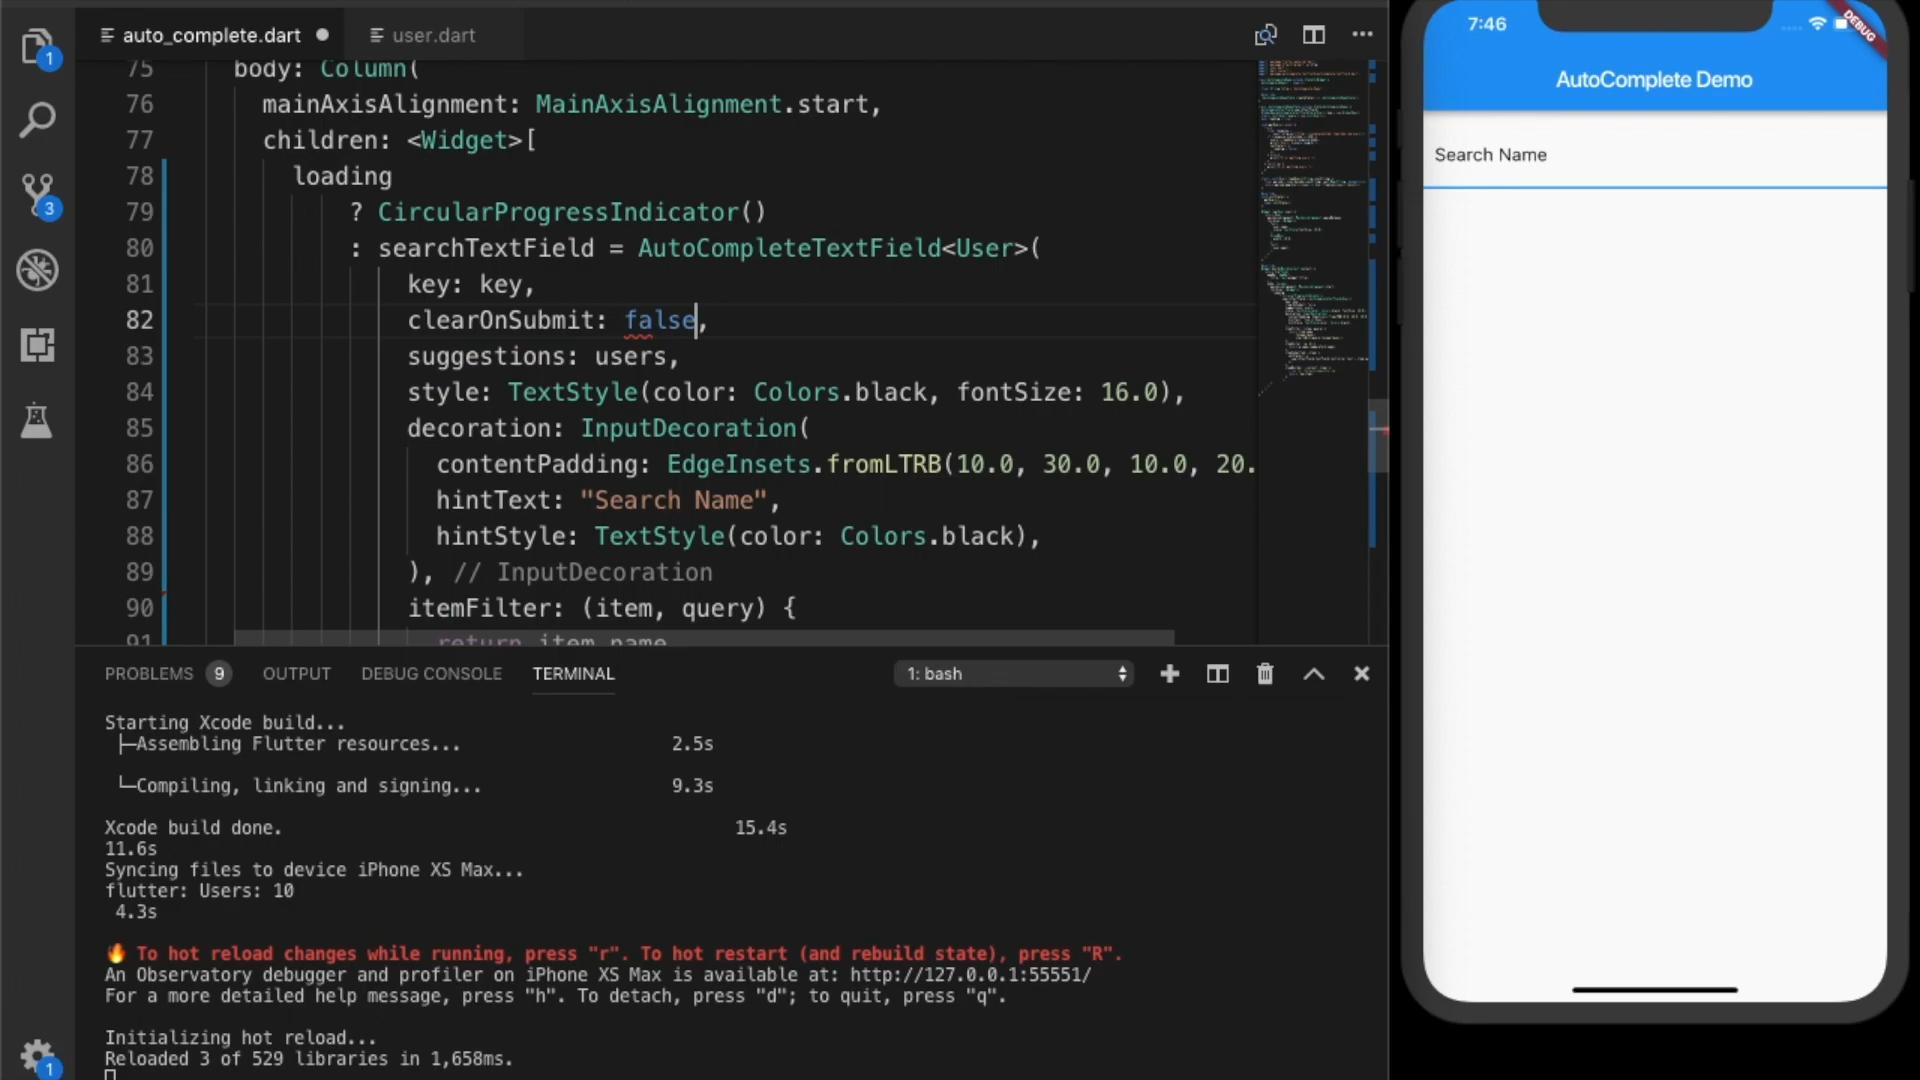 1
3
1
auto_complete.dart
user.dart
75 body: Column(
76 mainAxisAlignment: MainAxisAlignment.start,
77 children: <Widget>[
78 loading
79 ? CircularProgressIndicator()
80 : searchTextField = AutoCompleteTextField<User>(
81 key: key,
82 clearOnSubmit: false,
83 suggestions: users,
84 style: TextStyle(color: Colors.black, fontSize: 16.0),
85 decoration: InputDecoration(
86 contentPadding: EdgeInsets.fromLTRB(10.0, 30.0, 10.0, 20.
87 hintText: "Search Name",
88 hintStyle: TextStyle(color: Colors.black),
89 ), // InputDecoration
90 itemFilter: (item, query) {
91 return item.name
PROBLEMS 9 OUTPUT DEBUG CONSOLE TERMINAL 1: bash
Starting Xcode build...
├─Assembling Flutter resources... 2.5s
└─Compiling, linking and signing... 9.3s
Xcode build done. 15.4s
11.6s
Syncing files to device iPhone XS Max...
flutter: Users: 10
4.3s
🔥 To hot reload changes while running, press "r". To hot restart (and rebuild state), press "R".
An Observatory debugger and profiler on iPhone XS Max is available at: http://127.0.0.1:55551/
For a more detailed help message, press "h". To detach, press "d"; to quit, press "q".
Initializing hot reload...
Reloaded 3 of 529 libraries in 1,658ms.
7:46
DEBUG
AutoComplete Demo
Search Name